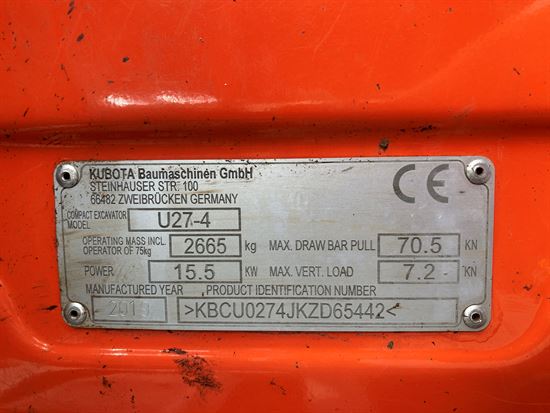 KUBOTA Baumaschinen GmbH
STEINHAUSER STR. 100
66482 ZWEIBRÜCKEN GERMANY
CE
COMPACT EXCAVATOR
MODEL U27-4
OPERATING MASS INCL.
OPERATOR OF 75kg 2665 kg MAX. DRAW BAR PULL 70.5 KN
POWER 15.5 KW MAX. VERT. LOAD 7.2 KN
MANUFACTURED YEAR PRODUCT IDENTIFICATION NUMBER
2019 >KBCU0274JKZD65442<